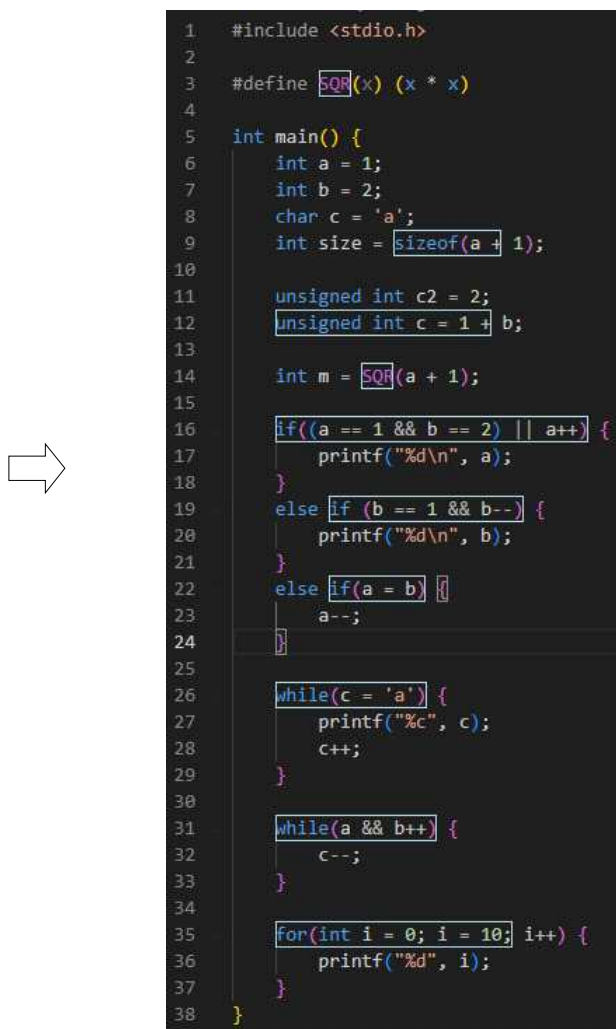 1 #include <stdio.h>
2
3 #define SQR(x) (x * x)
4
5 int main() {
6 int a = 1;
7 int b = 2;
8 char c = 'a';
9 int size = sizeof(a + 1);
10
11 unsigned int c2 = 2;
12 unsigned int c = 1 + b;
13
14 int m = SQR(a + 1);
15
16 if((a == 1 && b == 2) || a++) {
17 printf("%d\n", a);
18 }
19 else if (b == 1 && b--) {
20 printf("%d\n", b);
21 }
22 else if(a = b) {
23 a--;
24 }
25
26 while(c = 'a') {
27 printf("%c", c);
28 c++;
29 }
30
31 while(a && b++) {
32 c--;
33 }
34
35 for(int i = 0; i = 10; i++) {
36 printf("%d", i);
37 }
38 }